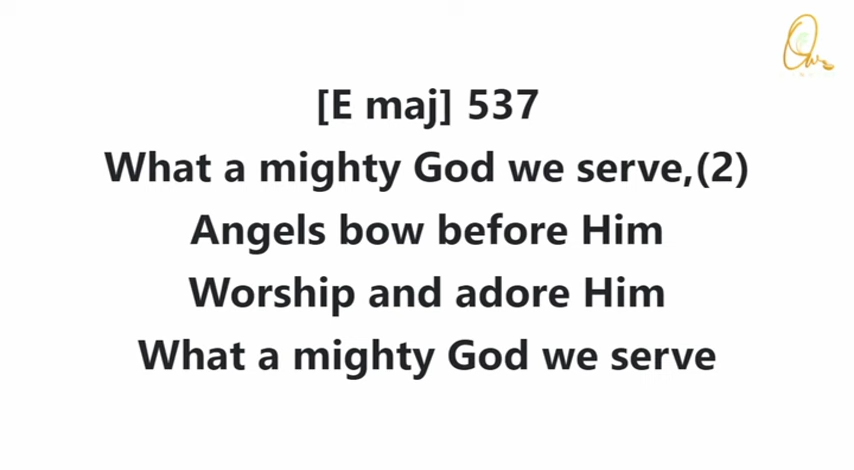 [E maj] 537
What a mighty God we serve,(2)
Angels bow before Him
Worship and adore Him
What a mighty God we serve